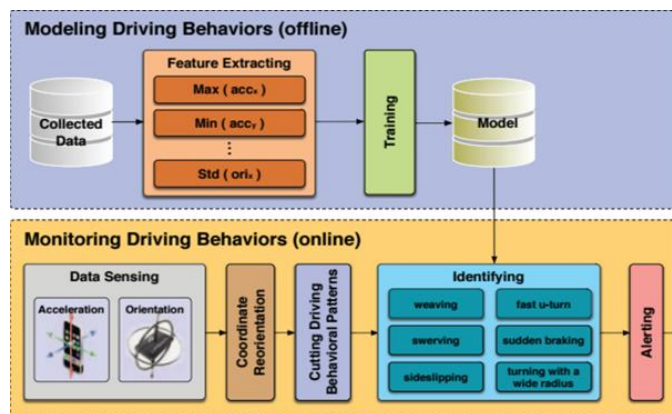 Modeling Driving Behaviors (offline)
Feature Extracting
Collected
Data
Max ( accₓ )
Min ( accᵧ )
⋮
Std ( oriₓ )
Training
Model
Monitoring Driving Behaviors (online)
Data Sensing
Acceleration
Orientation
Coordinate
Reorientation
Cutting Driving
Behavioral Patterns
Identifying
weaving
fast u-turn
swerving
sudden braking
sideslipping
turning with a
wide radius
Alerting